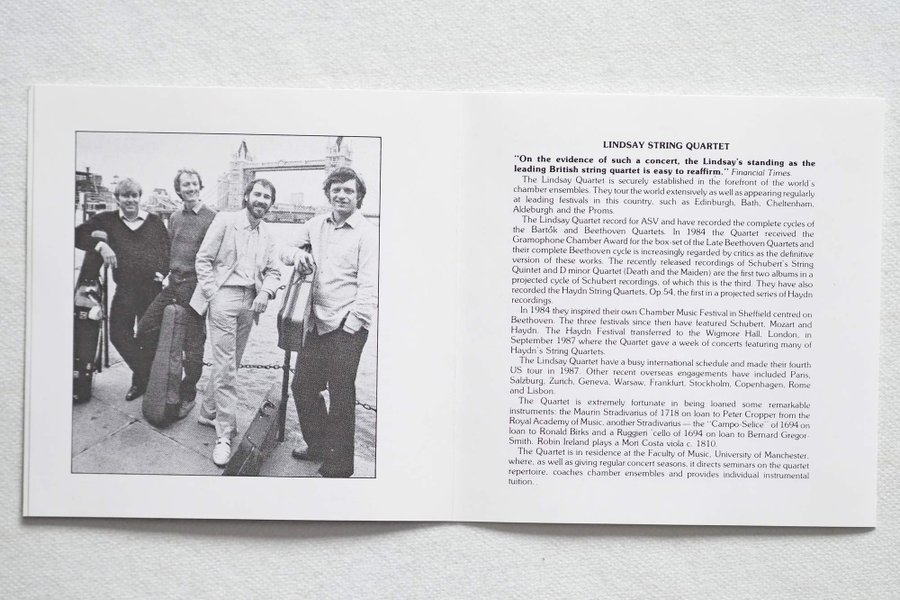 LINDSAY STRING QUARTET
"On the evidence of such a concert, the Lindsay's standing as the
leading British string quartet is easy to reaffirm." Financial Times.
The Lindsay Quartet is securely established in the forefront of the world's
chamber ensembles. They tour the world extensively as well as appearing regularly
at leading festivals in this country, such as Edinburgh, Bath, Cheltenham,
Aldeburgh and the Proms.
The Lindsay Quartet record for ASV and have recorded the complete cycles of
the Bartók and Beethoven Quartets. In 1984 the Quartet received the
Gramophone Chamber Award for the box-set of the Late Beethoven Quartets and
their complete Beethoven cycle is increasingly regarded by critics as the definitive
version of these works. The recently released recordings of Schubert's String
Quintet and D minor Quartet (Death and the Maiden) are the first two albums in a
projected cycle of Schubert recordings, of which this is the third. They have also
recorded the Haydn String Quartets, Op.54, the first in a projected series of Haydn
recordings.
In 1984 they inspired their own Chamber Music Festival in Sheffield centred on
Beethoven. The three festivals since then have featured Schubert, Mozart and
Haydn. The Haydn Festival transferred to the Wigmore Hall, London, in
September 1987 where the Quartet gave a week of concerts featuring many of
Haydn's String Quartets.
The Lindsay Quartet have a busy international schedule and made their fourth
US tour in 1987. Other recent overseas engagements have included Paris,
Salzburg, Zurich, Geneva, Warsaw, Frankfurt, Stockholm, Copenhagen, Rome
and Lisbon.
The Quartet is extremely fortunate in being loaned some remarkable
instruments: the Maurin Stradivarius of 1718 on loan to Peter Cropper from the
Royal Academy of Music, another Stradivarius — the "Campo-Selice" of 1694 on
loan to Ronald Birks and a Ruggieri 'cello of 1694 on loan to Bernard Gregor-
Smith. Robin Ireland plays a Mori Costa viola c. 1810.
The Quartet is in residence at the Faculty of Music, University of Manchester,
where, as well as giving regular concert seasons, it directs seminars on the quartet
repertoire, coaches chamber ensembles and provides individual instrumental
tuition.